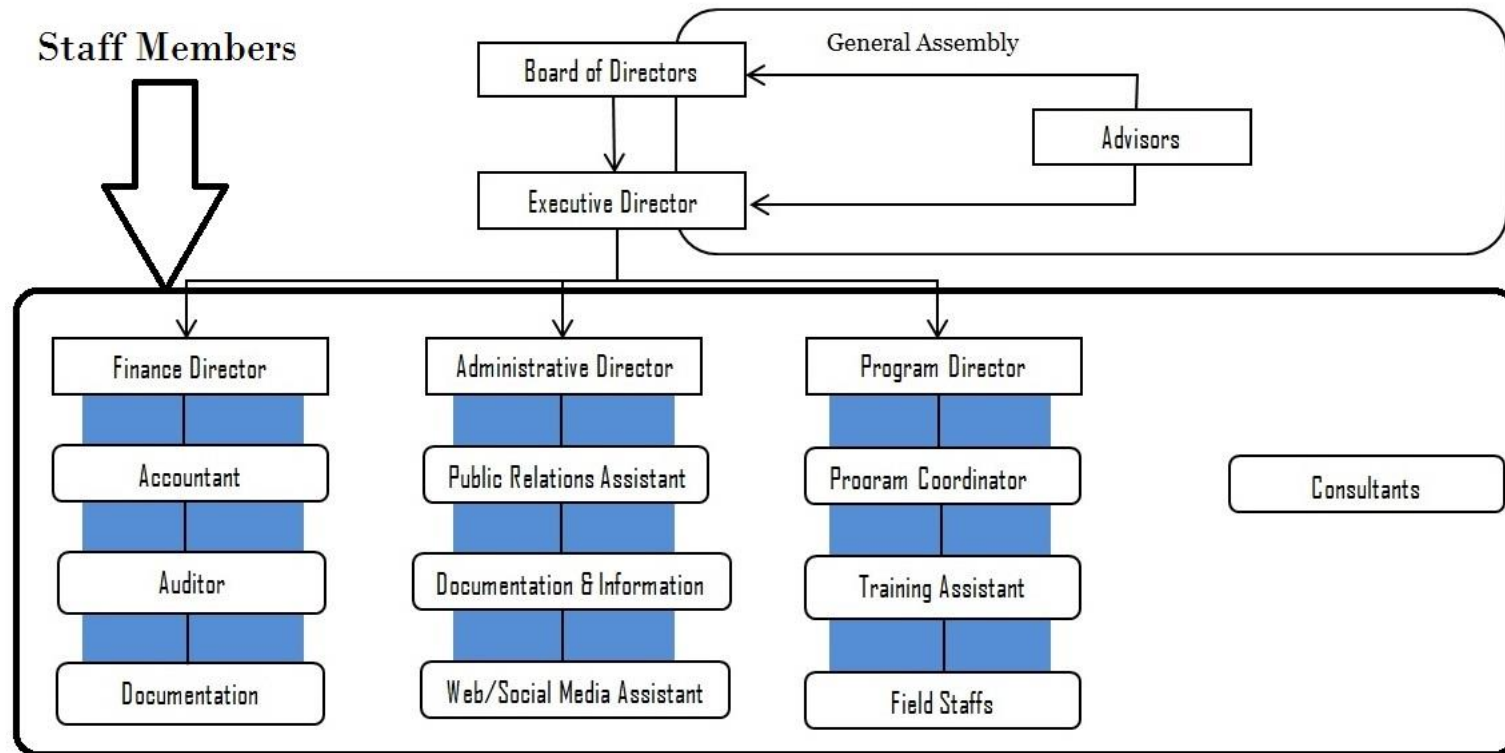 Staff Members
General Assembly
Board of Directors
Advisors
Executive Director
Finance Director
Administrative Director
Program Director
Accountant
Public Relations Assistant
Program Coordinator
Consultants
Auditor
Documentation & Information
Training Assistant
Documentation
Web/Social Media Assistant
Field Staffs